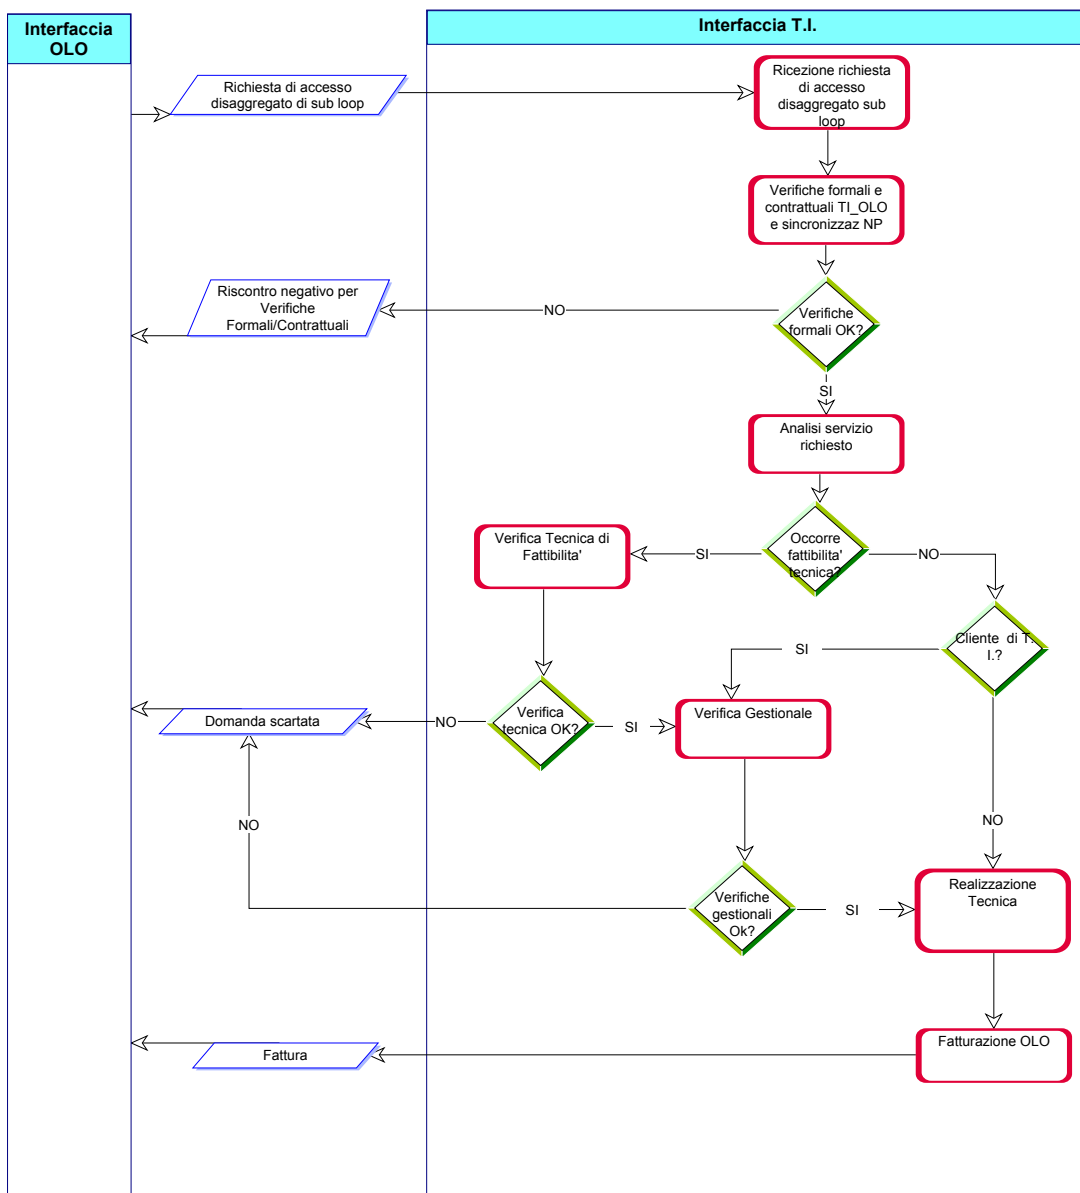 Interfaccia
OLO
Interfaccia T.I.
Richiesta di accesso
disaggregato di sub loop
Ricezione richiesta
di accesso
disaggregato sub
loop
Verifiche formali e
contrattuali TI_OLO
e sincronizzaz NP
Riscontro negativo per
Verifiche
Formali/Contrattuali
NO
Verifiche
formali OK?
SI
Analisi servizio
richiesto
Verifica Tecnica di
Fattibilita'
SI
Occorre
fattibilita'
tecnica?
NO
Cliente di T.
I.?
SI
Domanda scartata
NO
Verifica
tecnica OK?
SI
Verifica Gestionale
NO
NO
Verifiche
gestionali
Ok?
SI
Realizzazione
Tecnica
Fattura
Fatturazione OLO